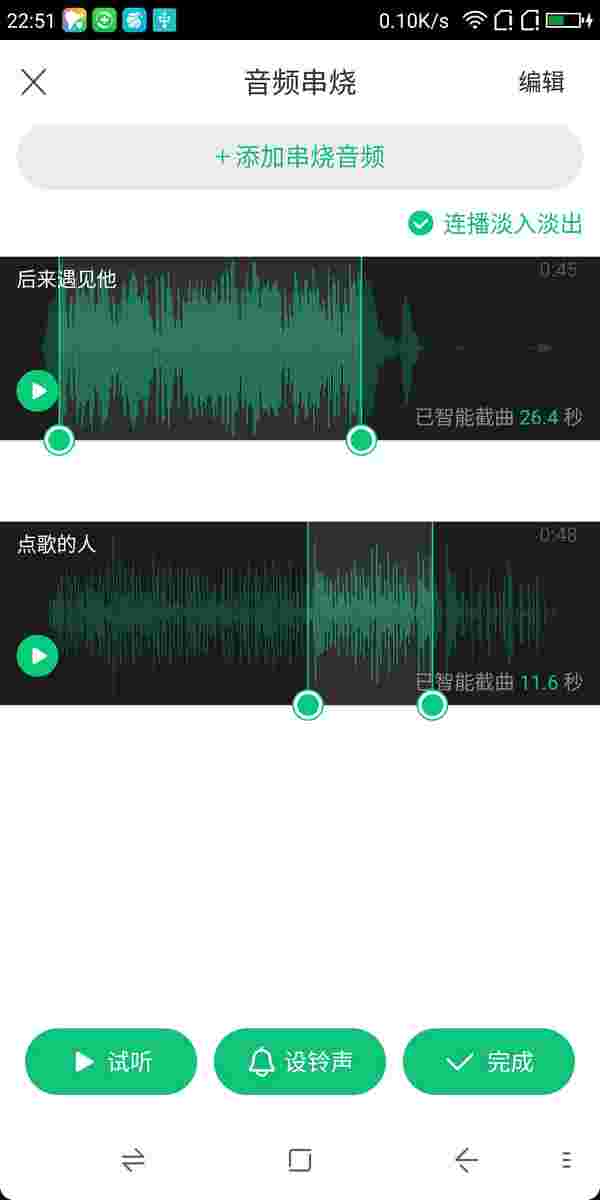 22:51
0.10K/s
音频串烧
编辑
+添加串烧音频
连播淡入淡出
后来遇见他
0:45
已智能截曲 26.4 秒
点歌的人
0:48
已智能截曲 11.6 秒
试听
设铃声
完成